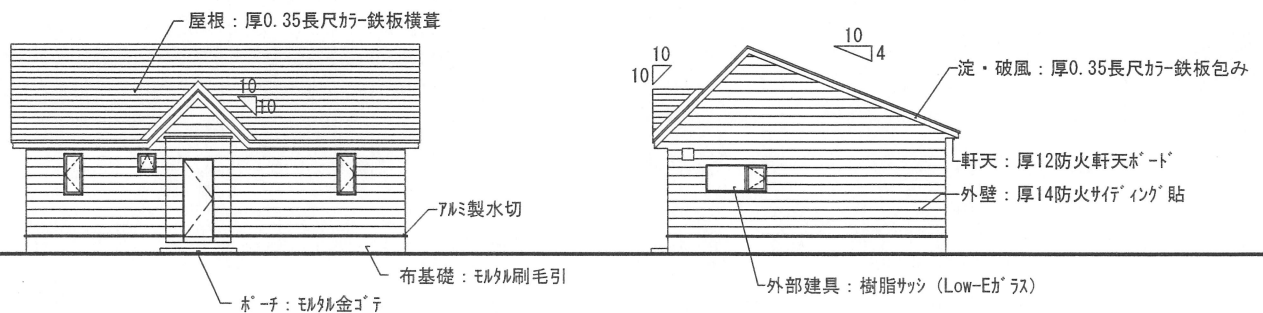 屋根：厚0.35長尺ｶﾗｰ鉄板横葺
10
10
10
10
10
4
淀・破風：厚0.35長尺ｶﾗｰ鉄板包み
軒天：厚12防火軒天ﾎﾞｰﾄﾞ
外壁：厚14防火ｻｲﾃﾞｨﾝｸﾞ貼
ｱﾙﾐ製水切
布基礎：ﾓﾙﾀﾙ刷毛引
外部建具：樹脂ｻｯｼ（Low-Eｶﾞﾗｽ）
ﾎﾟｰﾁ：ﾓﾙﾀﾙ金ｺﾞﾃ